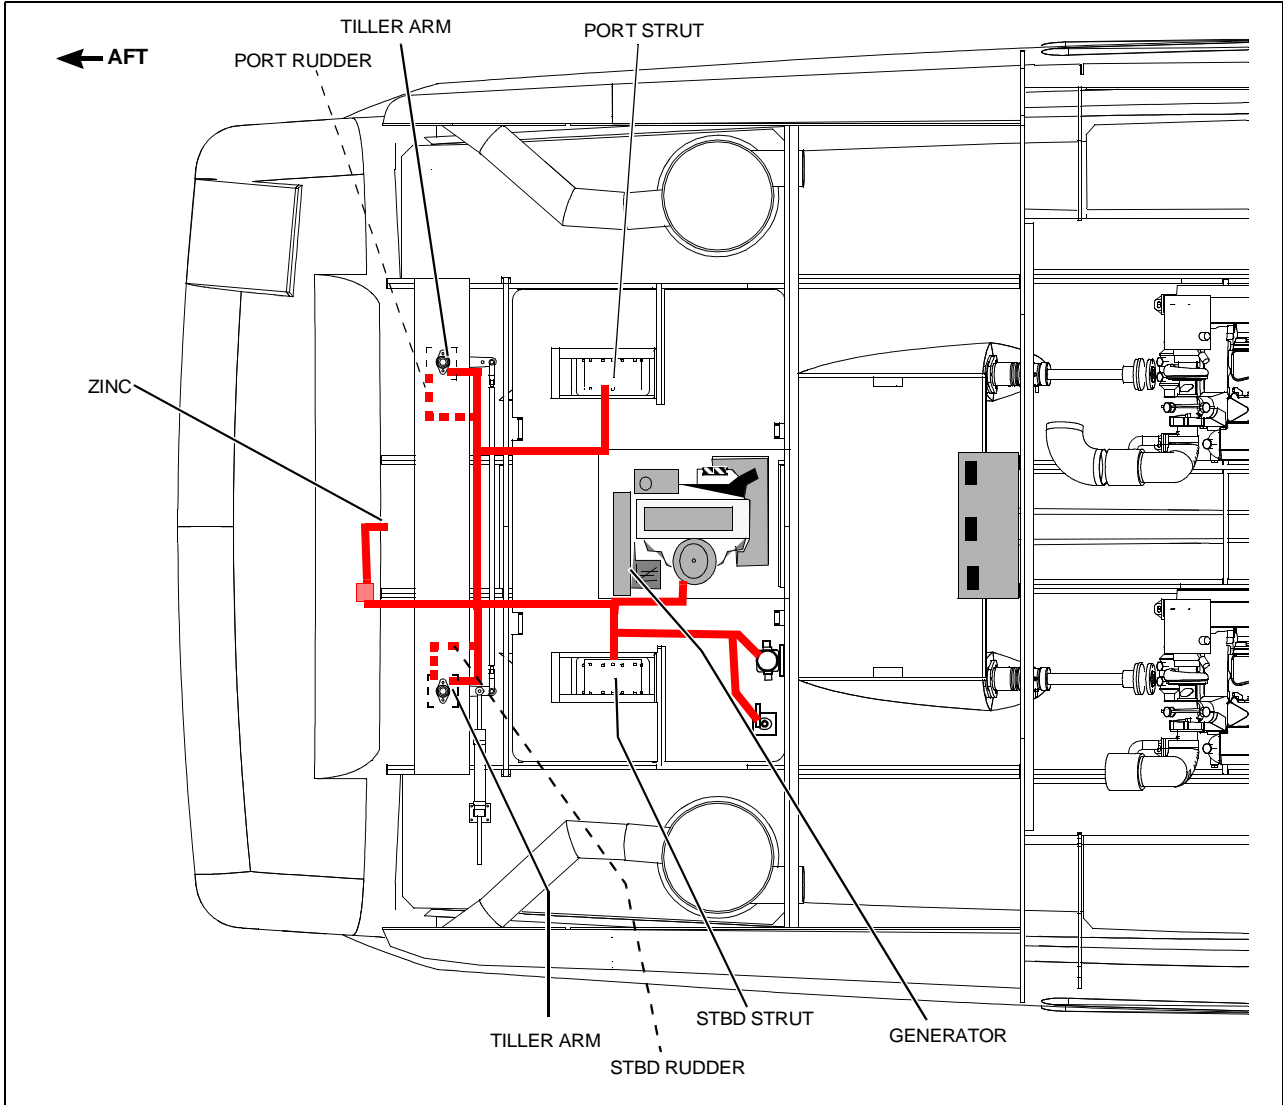 TILLER ARM
PORT STRUT
AFT
PORT RUDDER
ZINC
STBD STRUT
GENERATOR
TILLER ARM
STBD RUDDER